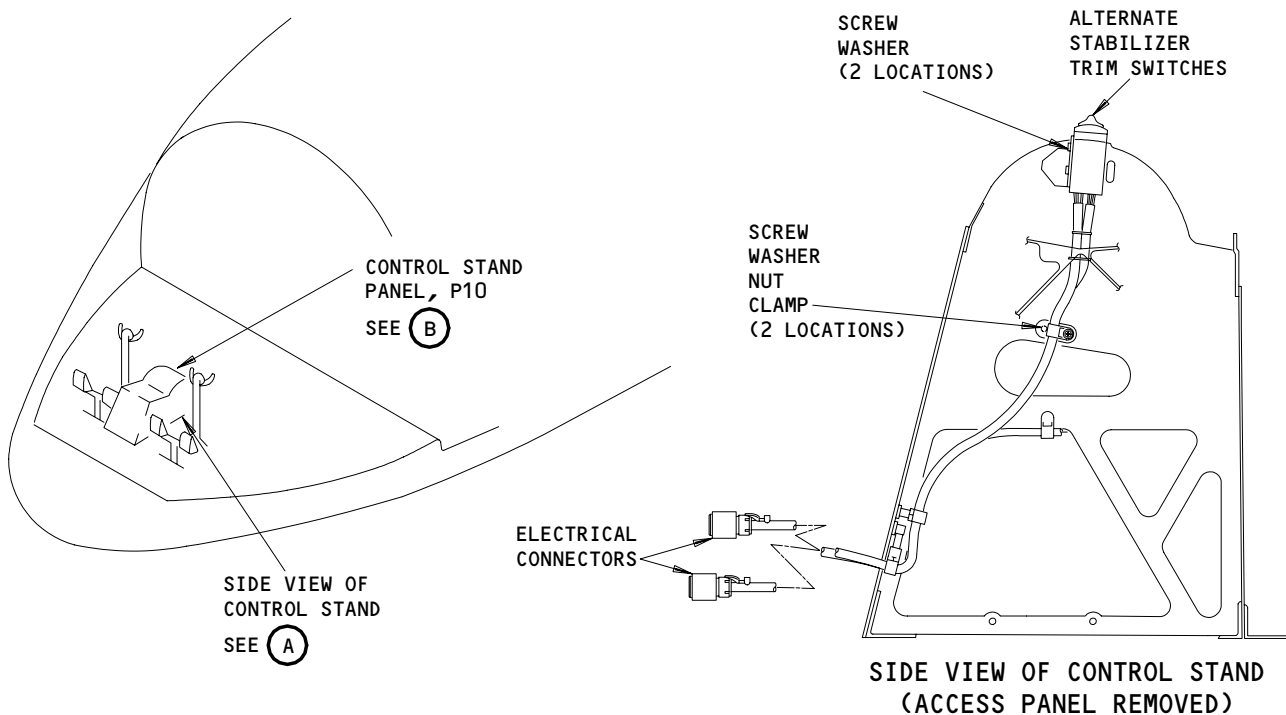 CONTROL STAND
PANEL, P10
SEE B
SIDE VIEW OF
CONTROL STAND
SEE A
SCREW
WASHER
(2 LOCATIONS)
ALTERNATE
STABILIZER
TRIM SWITCHES
SCREW
WASHER
NUT
CLAMP
(2 LOCATIONS)
ELECTRICAL
CONNECTORS
SIDE VIEW OF CONTROL STAND
(ACCESS PANEL REMOVED)